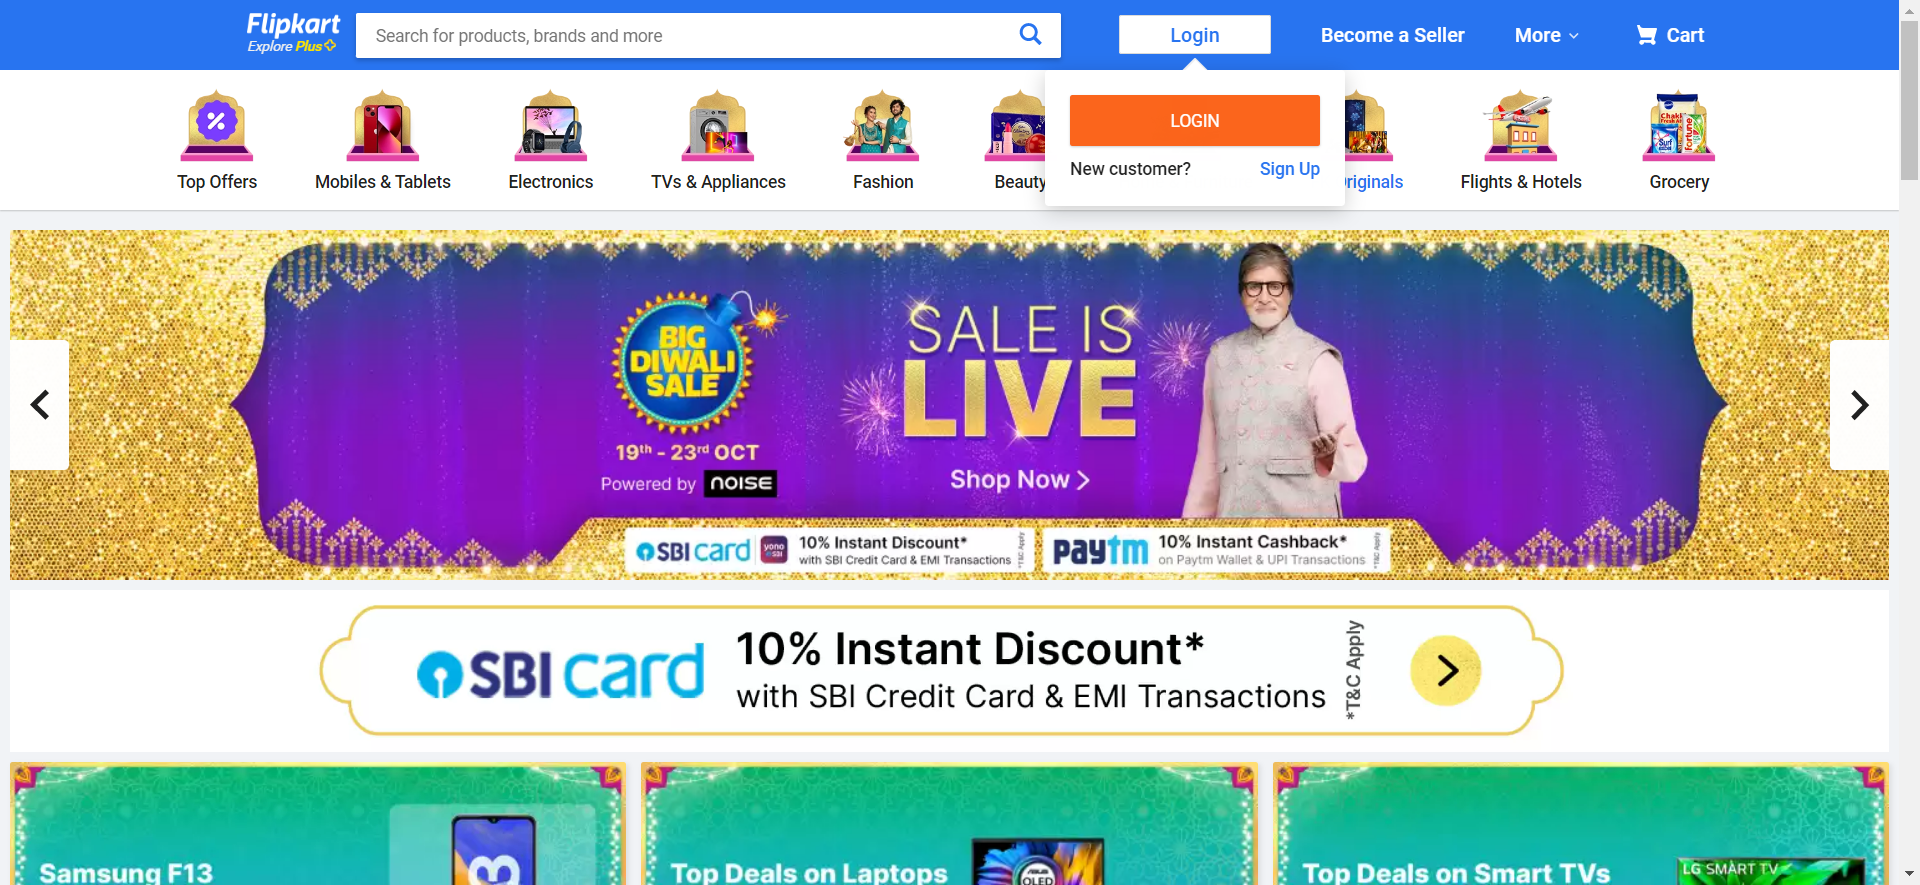 Flipkart
Explore Plus
Search for products, brands and more
Login
Become a Seller
More
Cart
LOGIN
New customer?
Sign Up
Top Offers
Mobiles & Tablets
Electronics
TVs & Appliances
Fashion
Beauty
riginals
Flights & Hotels
Grocery
BIG
DIWALI
SALE
19th - 23rd OCT
Powered by noise
SALE IS
LIVE
Shop Now
SBI card
yono
SBI
10% Instant Discount*
with SBI Credit Card & EMI Transactions
*T&C Apply
paytm
10% Instant Cashback*
on Paytm Wallet & UPI Transactions
*T&C Apply
SBI card
10% Instant Discount*
with SBI Credit Card & EMI Transactions
*T&C Apply
Samsung F13
Top Deals on Laptops
ASUS
OLED
Top Deals on Smart TVs
LG SMART TV